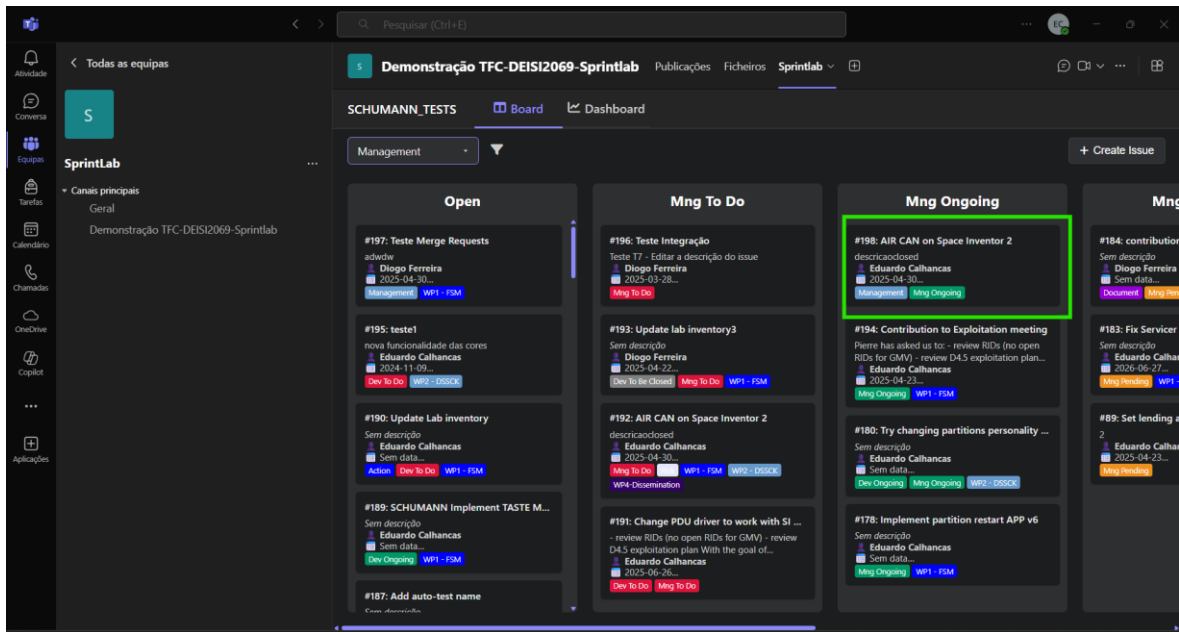 Pesquisar (Ctrl+E)
EC
Atividade
Conversa
Equipas
Tarefas
Calendário
Chamadas
OneDrive
Copilot
Aplicações
Todas as equipas
S
SprintLab
Canais principais
Geral
Demonstração TFC-DEISI2069-Sprintlab
S
Demonstração TFC-DEISI2069-Sprintlab Publicações Ficheiros Sprintlab
SCHUMANN_TESTS Board Dashboard
Management
+ Create Issue
Open
#197: Teste Merge Requests
adwdw
Diogo Ferreira
2025-04-30...
Management WP1 - FSM
#195: teste1
nova funcionalidade das cores
Eduardo Calhancas
2024-11-09...
Dev To Do WP2 - DSSCK
#190: Update Lab inventory
Sem descrição
Eduardo Calhancas
Sem data...
Action Dev To Do WP1 - FSM
#189: SCHUMANN Implement TASTE M...
Sem descrição
Eduardo Calhancas
Sem data...
Dev Ongoing WP1 - FSM
#187: Add auto-test name
Sem descrição
Mng To Do
#196: Teste Integração
Teste T7 - Editar a descrição do issue
Diogo Ferreira
2025-03-28...
Mng To Do
#193: Update lab inventory3
Sem descrição
Diogo Ferreira
2025-04-22...
Dev To Be Closed Mng To Do WP1 - FSM
#192: AIR CAN on Space Inventor 2
descricaoclosed
Eduardo Calhancas
2025-04-30...
Mng To Do WP1 - FSM WP2 - DSSCK
WP4-Dissemination
#191: Change PDU driver to work with SI ...
- review RIDs (no open RIDs for GMV) - review
D4.5 exploitation plan With the goal of...
Eduardo Calhancas
2025-06-26...
Dev To Do Mng To Do
Mng Ongoing
#198: AIR CAN on Space Inventor 2
descricaoclosed
Eduardo Calhancas
2025-04-30...
Management Mng Ongoing
#194: Contribution to Exploitation meeting
Pierre has asked us to: - review RIDs (no open
RIDs for GMV) - review D4.5 exploitation plan...
Eduardo Calhancas
2025-04-23...
Mng Ongoing WP1 - FSM
#180: Try changing partitions personality ...
Sem descrição
Eduardo Calhancas
Sem data...
Dev Ongoing Mng Ongoing WP2 - DSSCK
#178: Implement partition restart APP v6
Sem descrição
Eduardo Calhancas
Sem data...
Mng Ongoing WP1 - FSM
Mng
#184: contribution
Sem descrição
Diogo Ferreira
Sem data...
Document Mng Pen
#183: Fix Servicer
Sem descrição
Eduardo Calhan
2026-06-27...
Mng Pending WP1 -
#89: Set lending a
2
Eduardo Calhan
2025-04-23...
Mng Pending